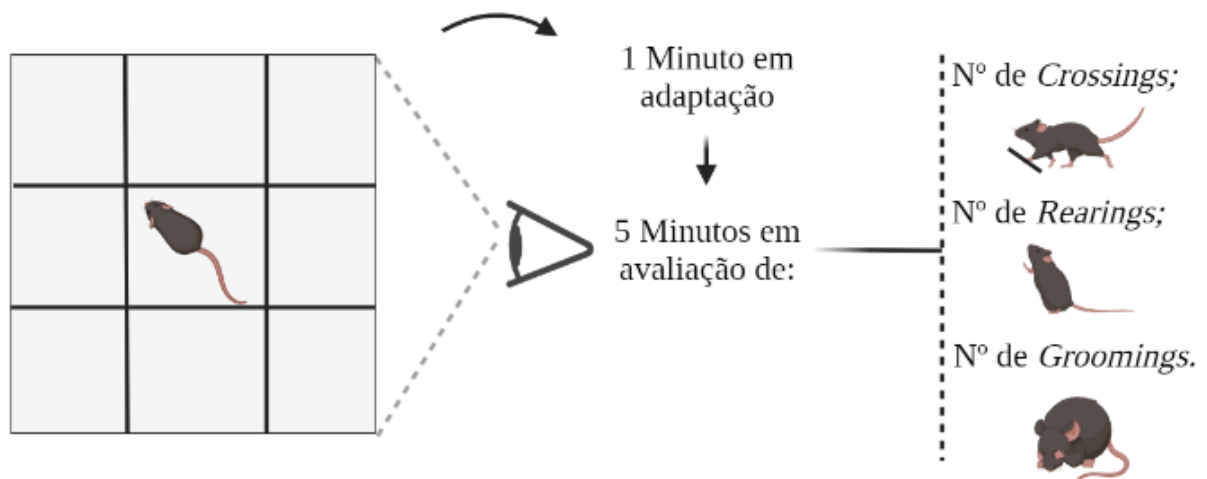 1 Minuto em
adaptação
5 Minutos em
avaliação de:
Nº de Crossings;
Nº de Rearings;
Nº de Groomings.